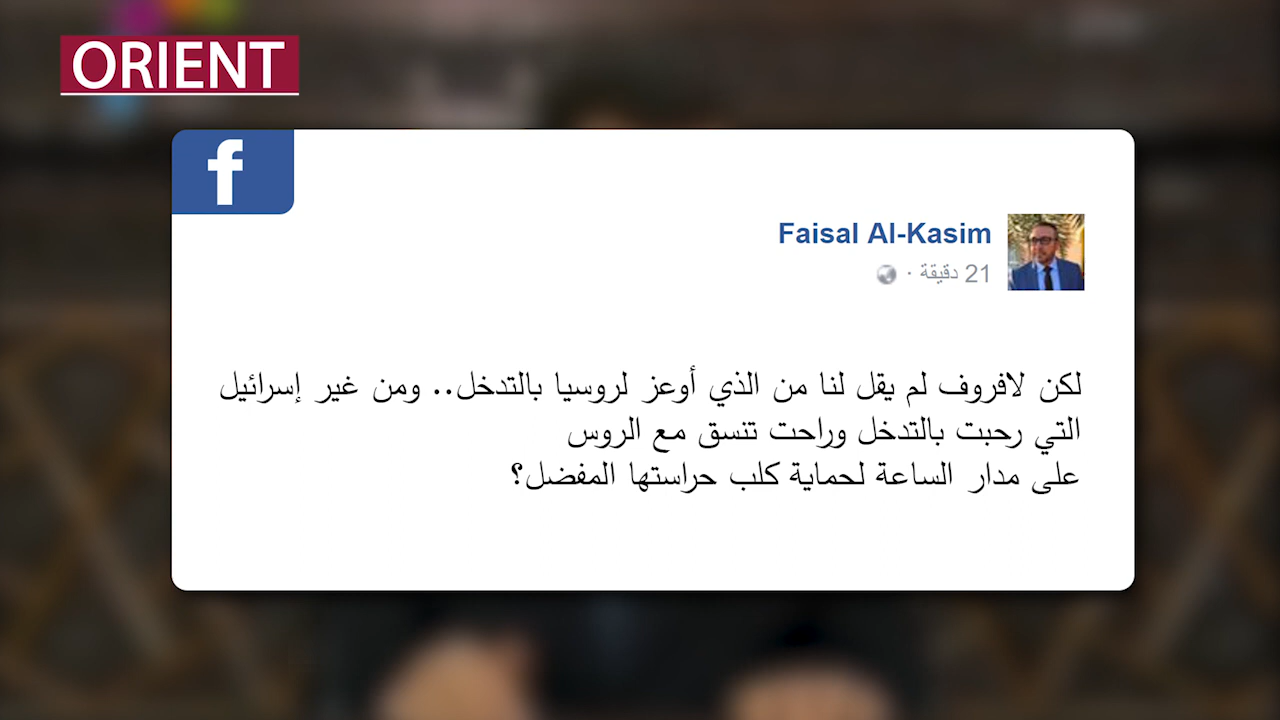 ORIENT
f
Faisal Al-Kasim
21 دقيقة ·
لكن لافروف لم يقل لنا من الذي أوعز لروسيا بالتدخل.. ومن غير إسرائيل
التي رحبت بالتدخل وراحت تنسق مع الروس
على مدار الساعة لحماية كلب حراستها المفضل؟